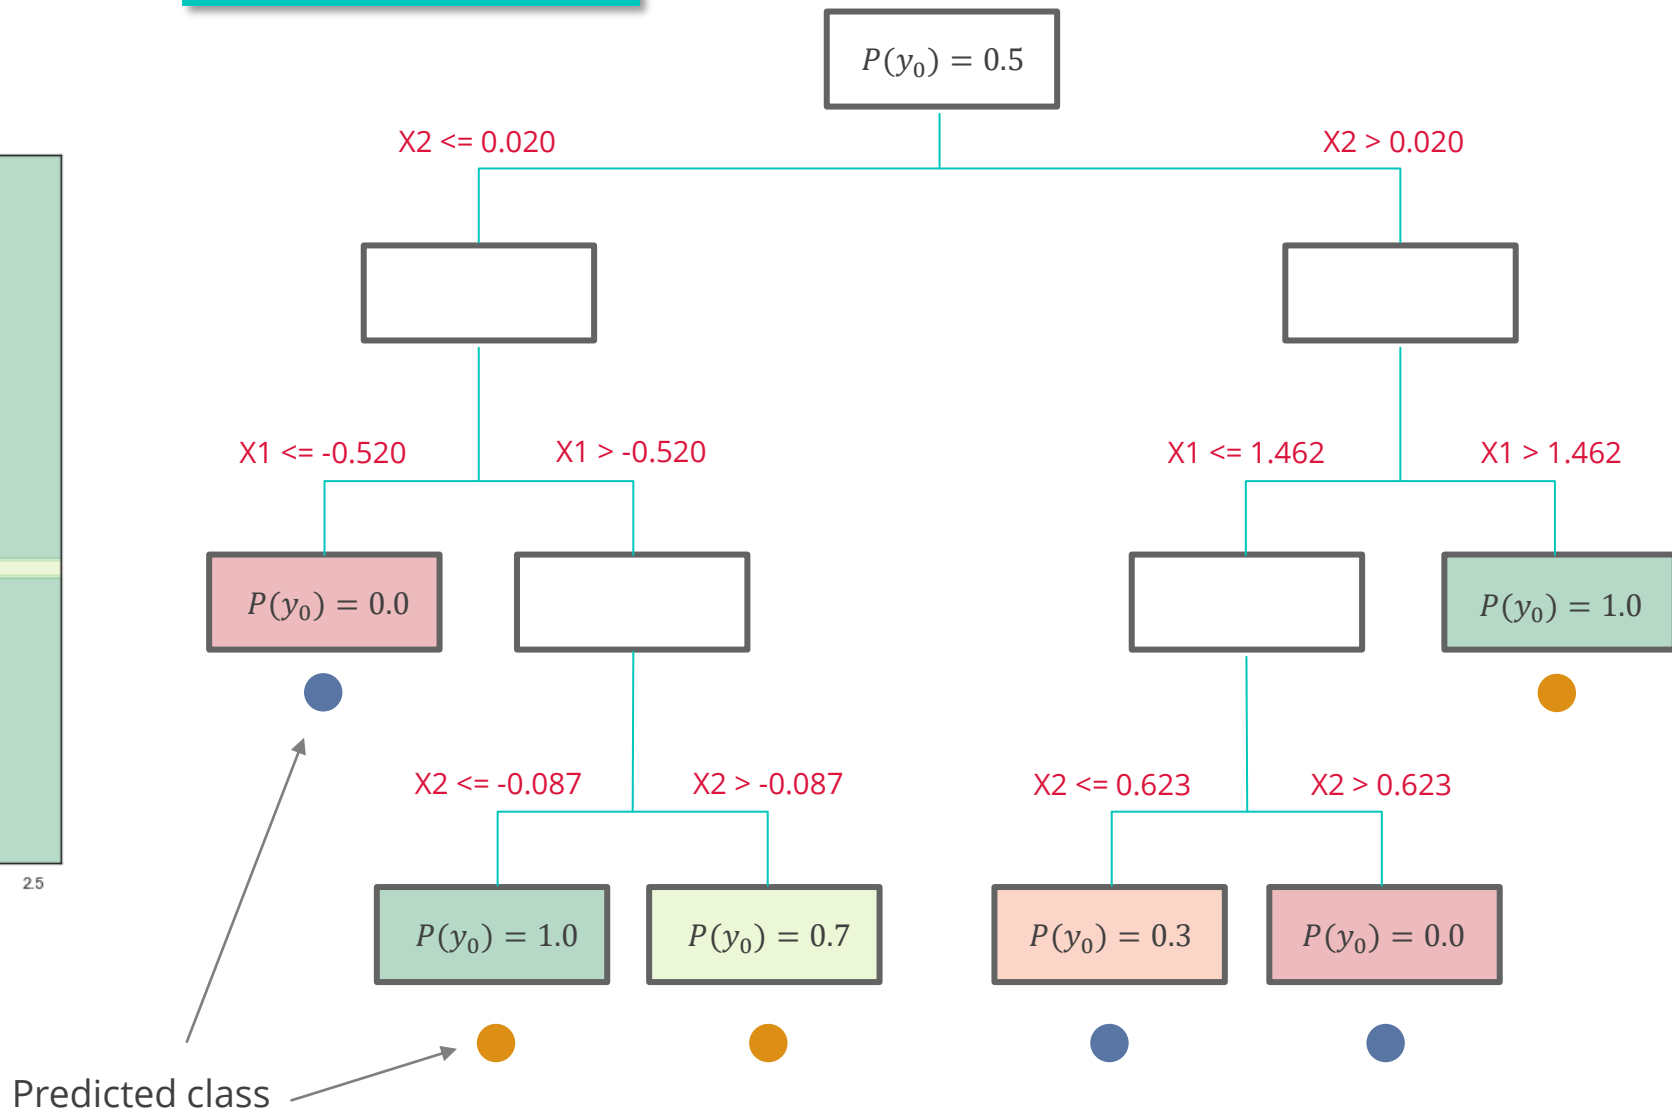 P(y₀) = 0.5
X2 <= 0.020
X2 > 0.020
X1 <= -0.520
X1 > -0.520
X1 <= 1.462
X1 > 1.462
P(y₀) = 0.0
P(y₀) = 1.0
X2 <= -0.087
X2 > -0.087
X2 <= 0.623
X2 > 0.623
2.5
P(y₀) = 1.0
P(y₀) = 0.7
P(y₀) = 0.3
P(y₀) = 0.0
Predicted class